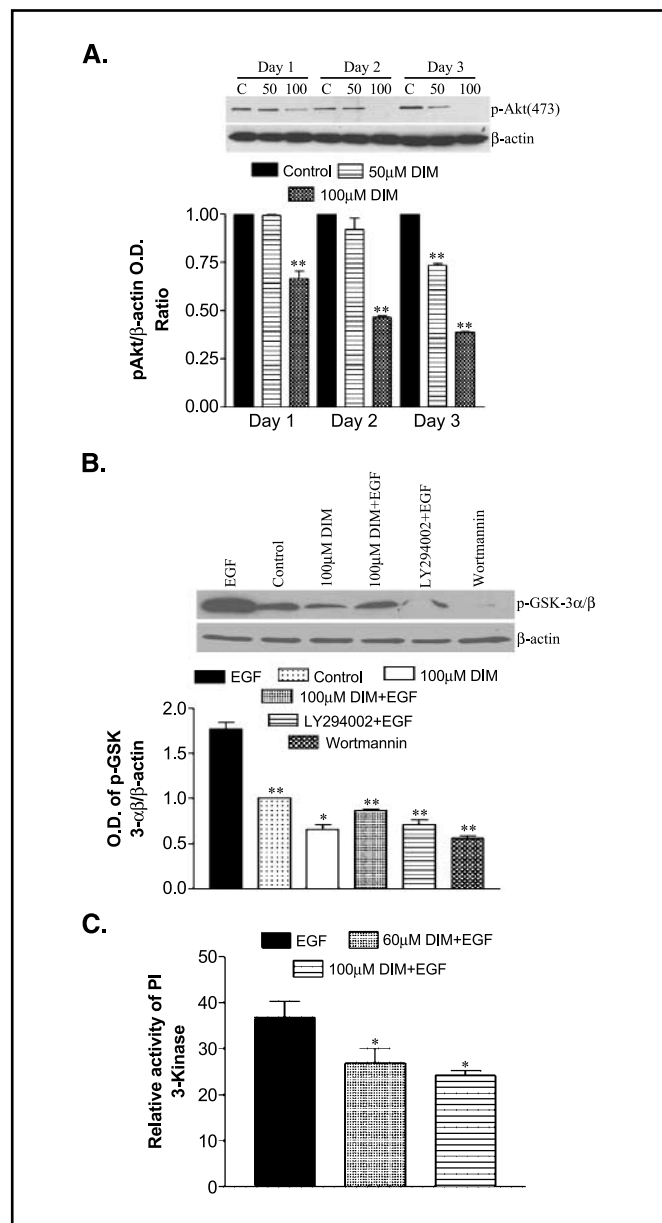 A.
Day 1 Day 2 Day 3
C 50 100 C 50 100 C 50 100
p-Akt(473)
β-actin
Control 50μM DIM
100μM DIM
pAkt/β-actin O.D.
Ratio
1.00
0.75
0.50
0.25
0.00
** ** ** **
Day 1 Day 2 Day 3
B.
EGF
Control
100μM DIM
100μM DIM+EGF
LY294002+EGF
Wortmannin
p-GSK-3α/β
β-actin
EGF Control 100μM DIM
100μM DIM+EGF
LY294002+EGF
Wortmannin
O.D. of p-GSK
3-αβ/β-actin
2.0
1.5
1.0
0.5
0.0
** * ** ** **
C.
EGF 60μM DIM+EGF
100μM DIM+EGF
Relative activity of PI
3-Kinase
50
40
30
20
10
0
* *